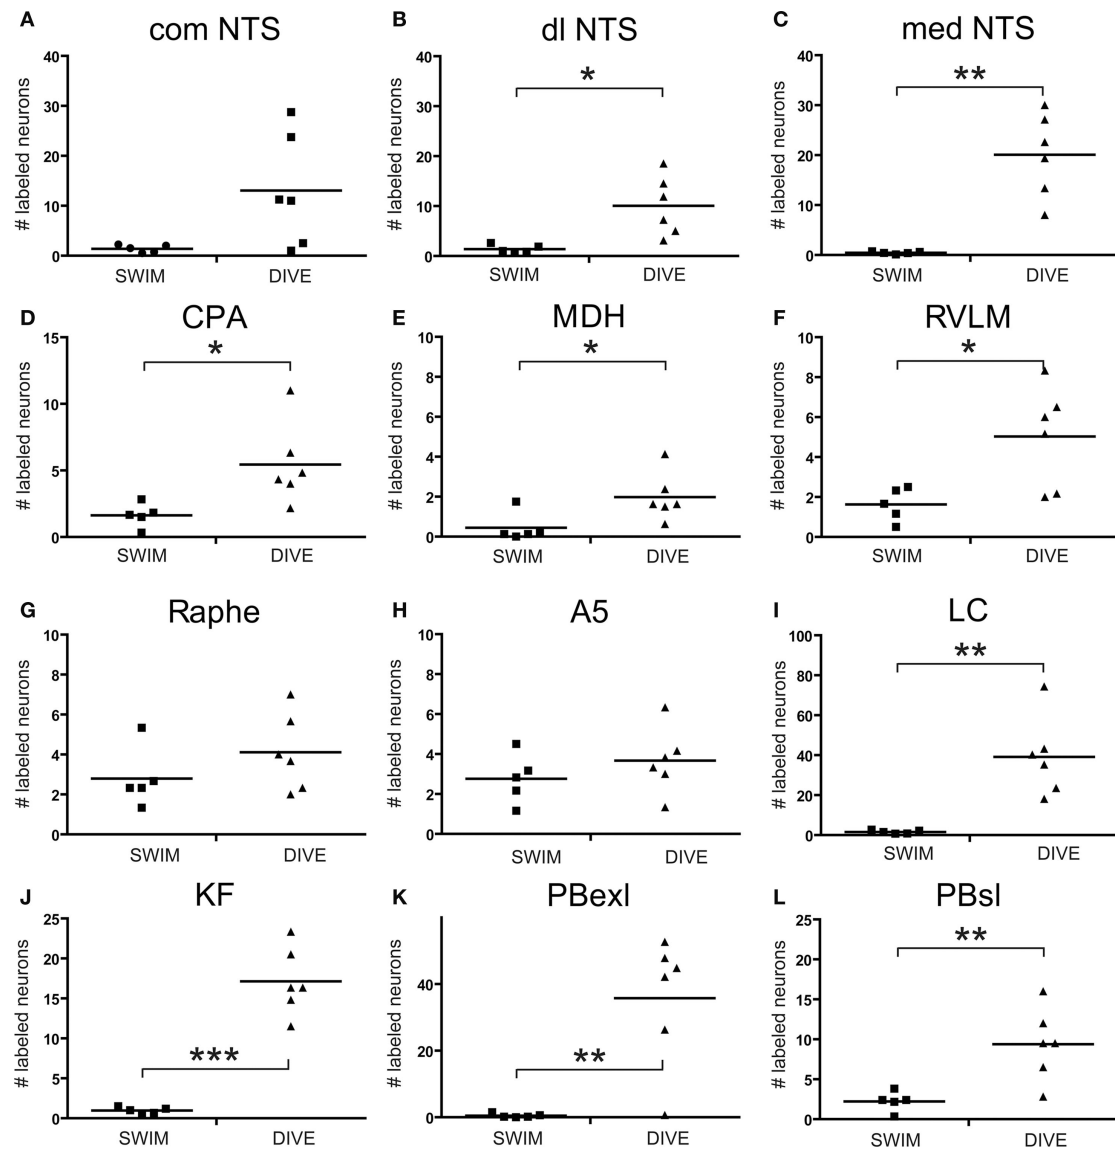 A com NTS
# labeled neurons
40
30
20
10
0
SWIM DIVE
B dl NTS
# labeled neurons
40
30
20
10
0
*
SWIM DIVE
C med NTS
# labeled neurons
40
30
20
10
0
**
SWIM DIVE
D CPA
# labeled neurons
15
10
5
0
*
SWIM DIVE
E MDH
# labeled neurons
10
8
6
4
2
0
*
SWIM DIVE
F RVLM
# labeled neurons
10
8
6
4
2
0
*
SWIM DIVE
G Raphe
# labeled neurons
10
8
6
4
2
0
SWIM DIVE
H A5
# labeled neurons
10
8
6
4
2
0
SWIM DIVE
I LC
# labeled neurons
100
80
60
40
20
0
**
SWIM DIVE
J KF
# labeled neurons
25
20
15
10
5
0
***
SWIM DIVE
K PBexl
# labeled neurons
40
20
0
**
SWIM DIVE
L PBsl
# labeled neurons
25
20
15
10
5
0
**
SWIM DIVE